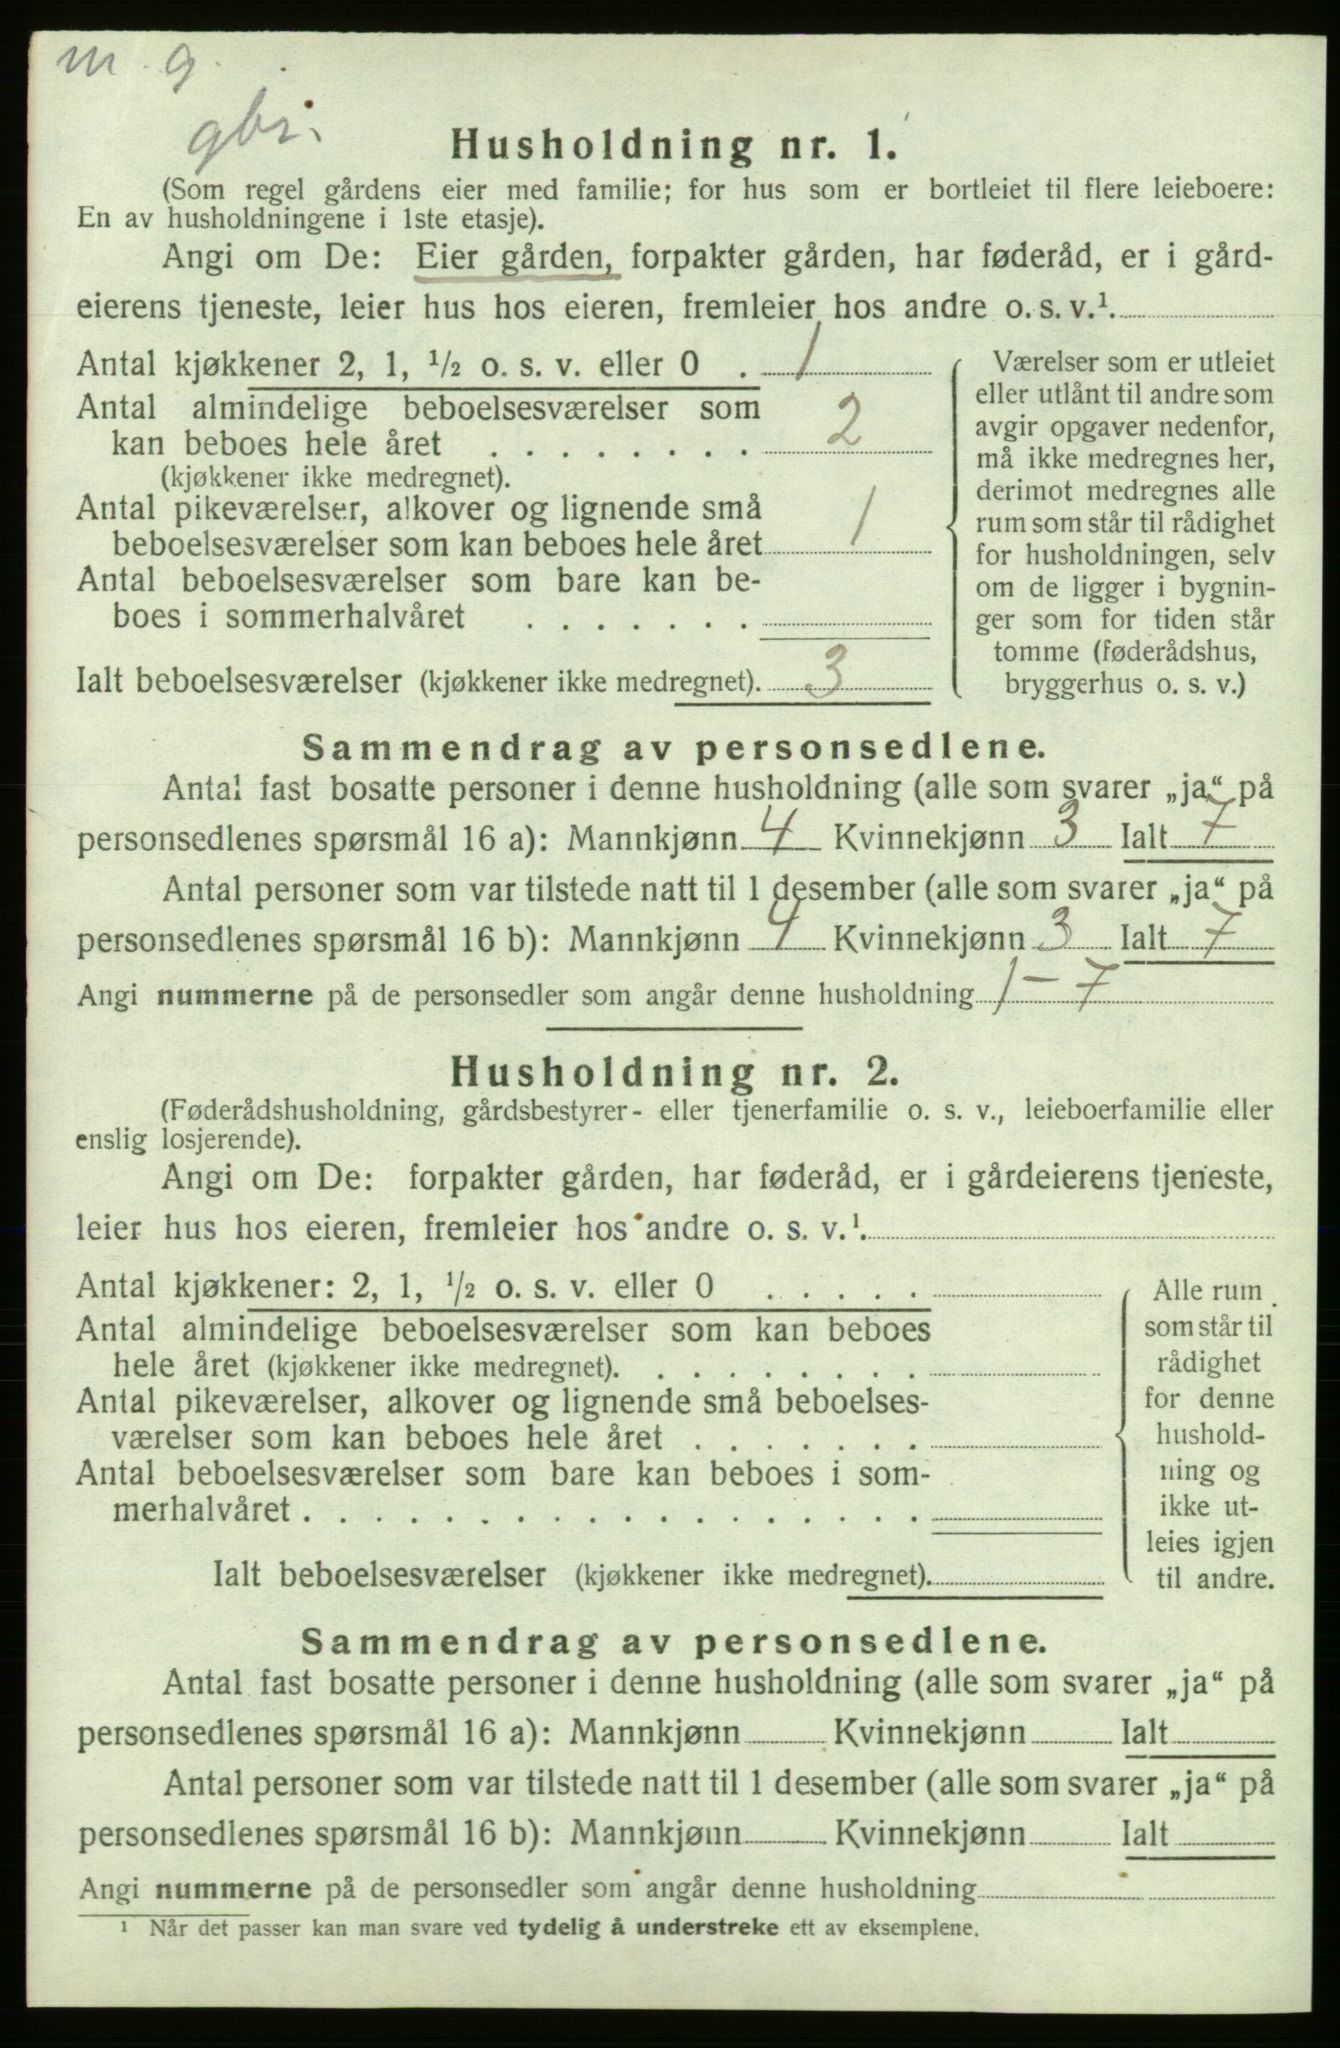 m. g.
gbr.
Husholdning nr. 1.
(Som regel gårdens eier med familie; for hus som er bortleiet til flere leieboere:
En av husholdningene i 1ste etasje).
Angi om De: Eier gården, forpakter gården, har føderåd, er i gård-
eierens tjeneste, leier hus hos eieren, fremleier hos andre o. s. v.¹.
Antal kjøkkener 2, 1, ½ o. s. v. eller 0 . 1
Antal almindelige beboelsesværelser som
kan beboes hele året . . . . . . . . 2
(kjøkkener ikke medregnet).
Antal pikeværelser, alkover og lignende små
beboelsesværelser som kan beboes hele året 1
Antal beboelsesværelser som bare kan be-
boes i sommerhalvåret . . . . . . .
Ialt beboelsesværelser (kjøkkener ikke medregnet). 3
Værelser som er utleiet
eller utlånt til andre som
avgir opgaver nedenfor,
må ikke medregnes her,
derimot medregnes alle
rum som står til rådighet
for husholdningen, selv
om de ligger i bygnin-
ger som for tiden står
tomme (føderådshus,
bryggerhus o. s. v.)
Sammendrag av personsedlene.
Antal fast bosatte personer i denne husholdning (alle som svarer „ja“ på
personsedlenes spørsmål 16 a): Mannkjønn 4 Kvinnekjønn 3 Ialt 7
Antal personer som var tilstede natt til 1 desember (alle som svarer „ja“ på
personsedlenes spørsmål 16 b): Mannkjønn 4 Kvinnekjønn 3 Ialt 7
Angi nummerne på de personsedler som angår denne husholdning 1 - 7
Husholdning nr. 2.
(Føderådshusholdning, gårdsbestyrer- eller tjenerfamilie o. s. v., leieboerfamilie eller
enslig losjerende).
Angi om De: forpakter gården, har føderåd, er i gårdeierens tjeneste,
leier hus hos eieren, fremleier hos andre o. s. v.¹.
Antal kjøkkener: 2, 1, ½ o. s. v. eller 0 . . . . .
Antal almindelige beboelsesværelser som kan beboes
hele året (kjøkkener ikke medregnet). . . . . . . . .
Antal pikeværelser, alkover og lignende små beboelses-
værelser som kan beboes hele året . . . . . . .
Antal beboelsesværelser som bare kan beboes i som-
merhalvåret . . . . . . . . . . . . . . . . . .
Ialt beboelsesværelser (kjøkkener ikke medregnet).
Alle rum
som står til
rådighet
for denne
hushold-
ning og
ikke ut-
leies igjen
til andre.
Sammendrag av personsedlene.
Antal fast bosatte personer i denne husholdning (alle som svarer „ja“ på
personsedlenes spørsmål 16 a): Mannkjønn Kvinnekjønn Ialt
Antal personer som var tilstede natt til 1 desember (alle som svarer „ja“ på
personsedlenes spørsmål 16 b): Mannkjønn Kvinnekjønn Ialt
Angi nummerne på de personsedler som angår denne husholdning
¹ Når det passer kan man svare ved tydelig å understreke ett av eksemplene.